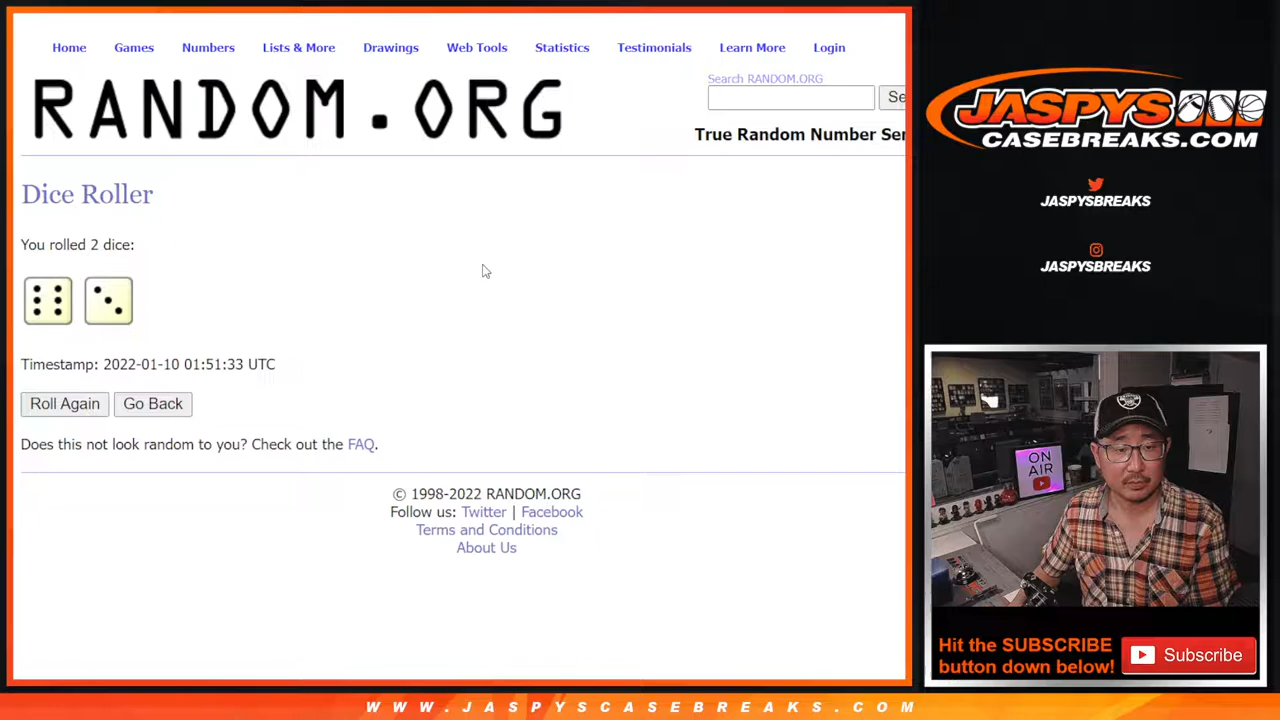 Home Games Numbers Lists & More Drawings Web Tools Statistics Testimonials Learn More Login
RANDOM.ORG
Search RANDOM.ORG
Se
True Random Number Ser
Dice Roller
You rolled 2 dice:
Timestamp: 2022-01-10 01:51:33 UTC
Roll Again Go Back
Does this not look random to you? Check out the FAQ.
© 1998-2022 RANDOM.ORG
Follow us: Twitter | Facebook
Terms and Conditions
About Us
JASPYS
CASEBREAKS.COM
JASPYSBREAKS
JASPYSBREAKS
ON
AIR
Hit the SUBSCRIBE
button down below!
Subscribe
WWW.JASPYSCASEBREAKS.COM